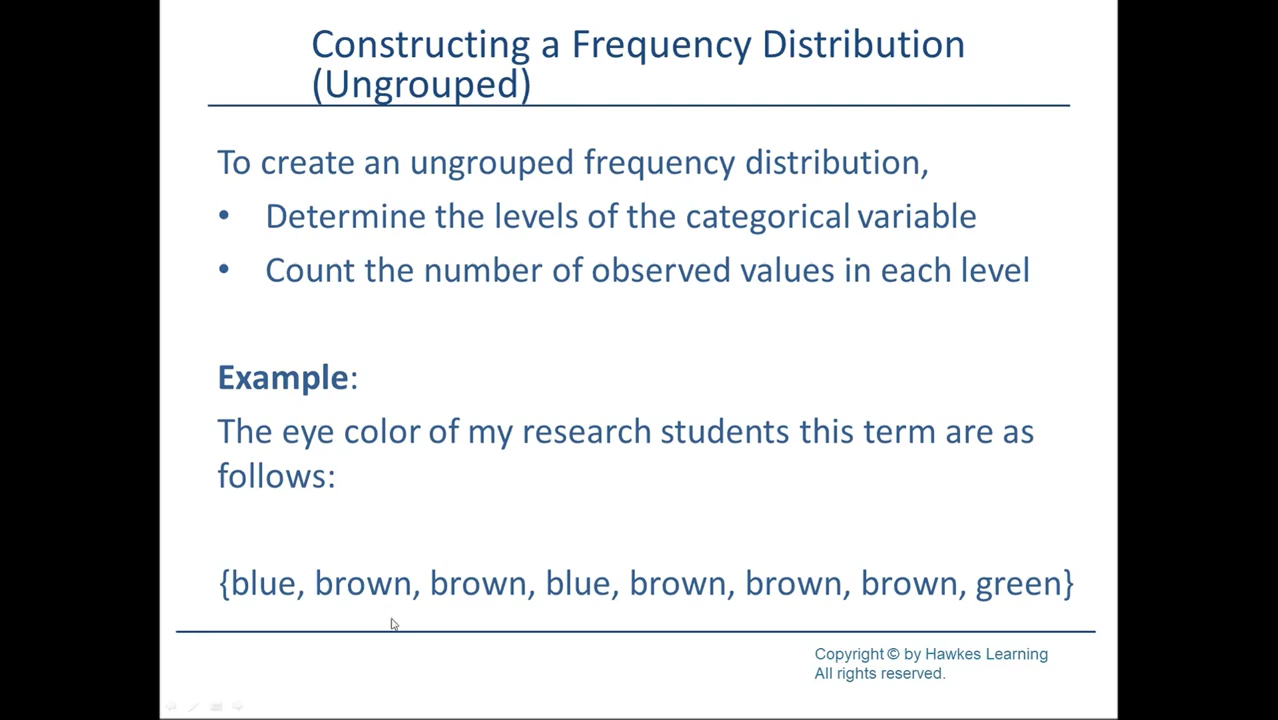 Constructing a Frequency Distribution
(Ungrouped)
To create an ungrouped frequency distribution,
• Determine the levels of the categorical variable
• Count the number of observed values in each level
Example:
The eye color of my research students this term are as
follows:
{blue, brown, brown, blue, brown, brown, brown, green}
Copyright © by Hawkes Learning
All rights reserved.